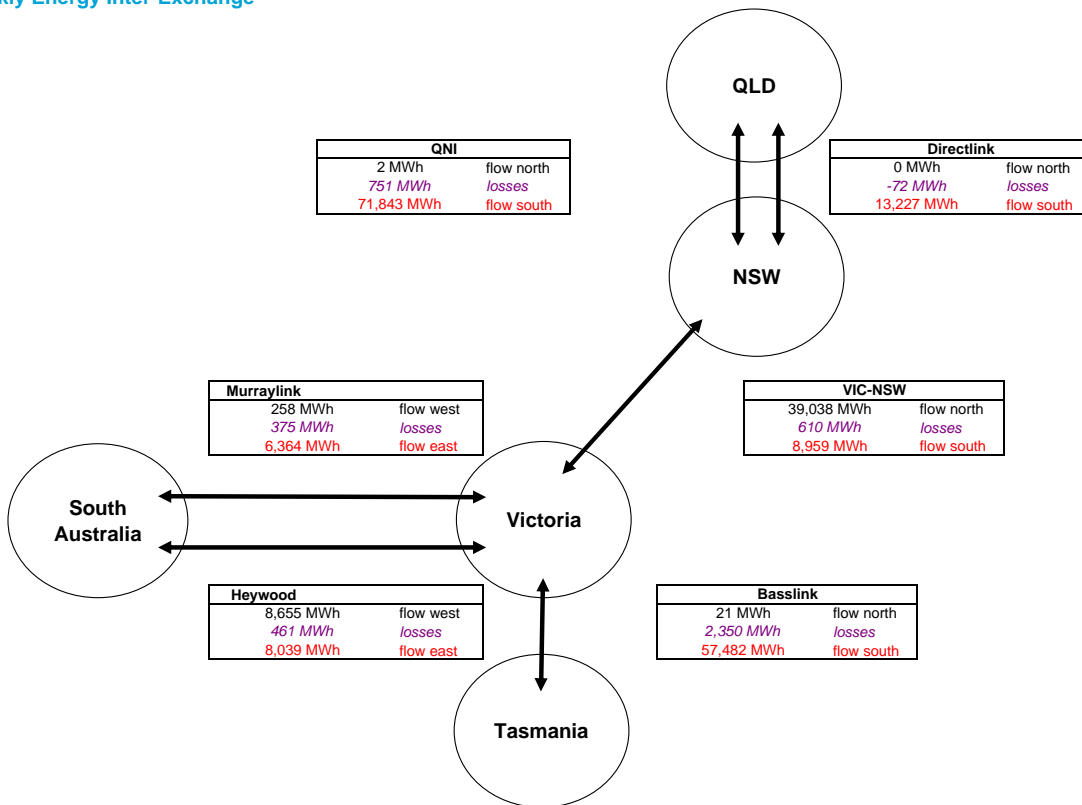 kly Energy Inter-Exchange
QLD
QNI
2 MWh flow north
751 MWh losses
71,843 MWh flow south
Directlink
0 MWh flow north
-72 MWh losses
13,227 MWh flow south
NSW
Murraylink
258 MWh flow west
375 MWh losses
6,364 MWh flow east
VIC-NSW
39,038 MWh flow north
610 MWh losses
8,959 MWh flow south
South
Australia
Victoria
Heywood
8,655 MWh flow west
461 MWh losses
8,039 MWh flow east
Basslink
21 MWh flow north
2,350 MWh losses
57,482 MWh flow south
Tasmania